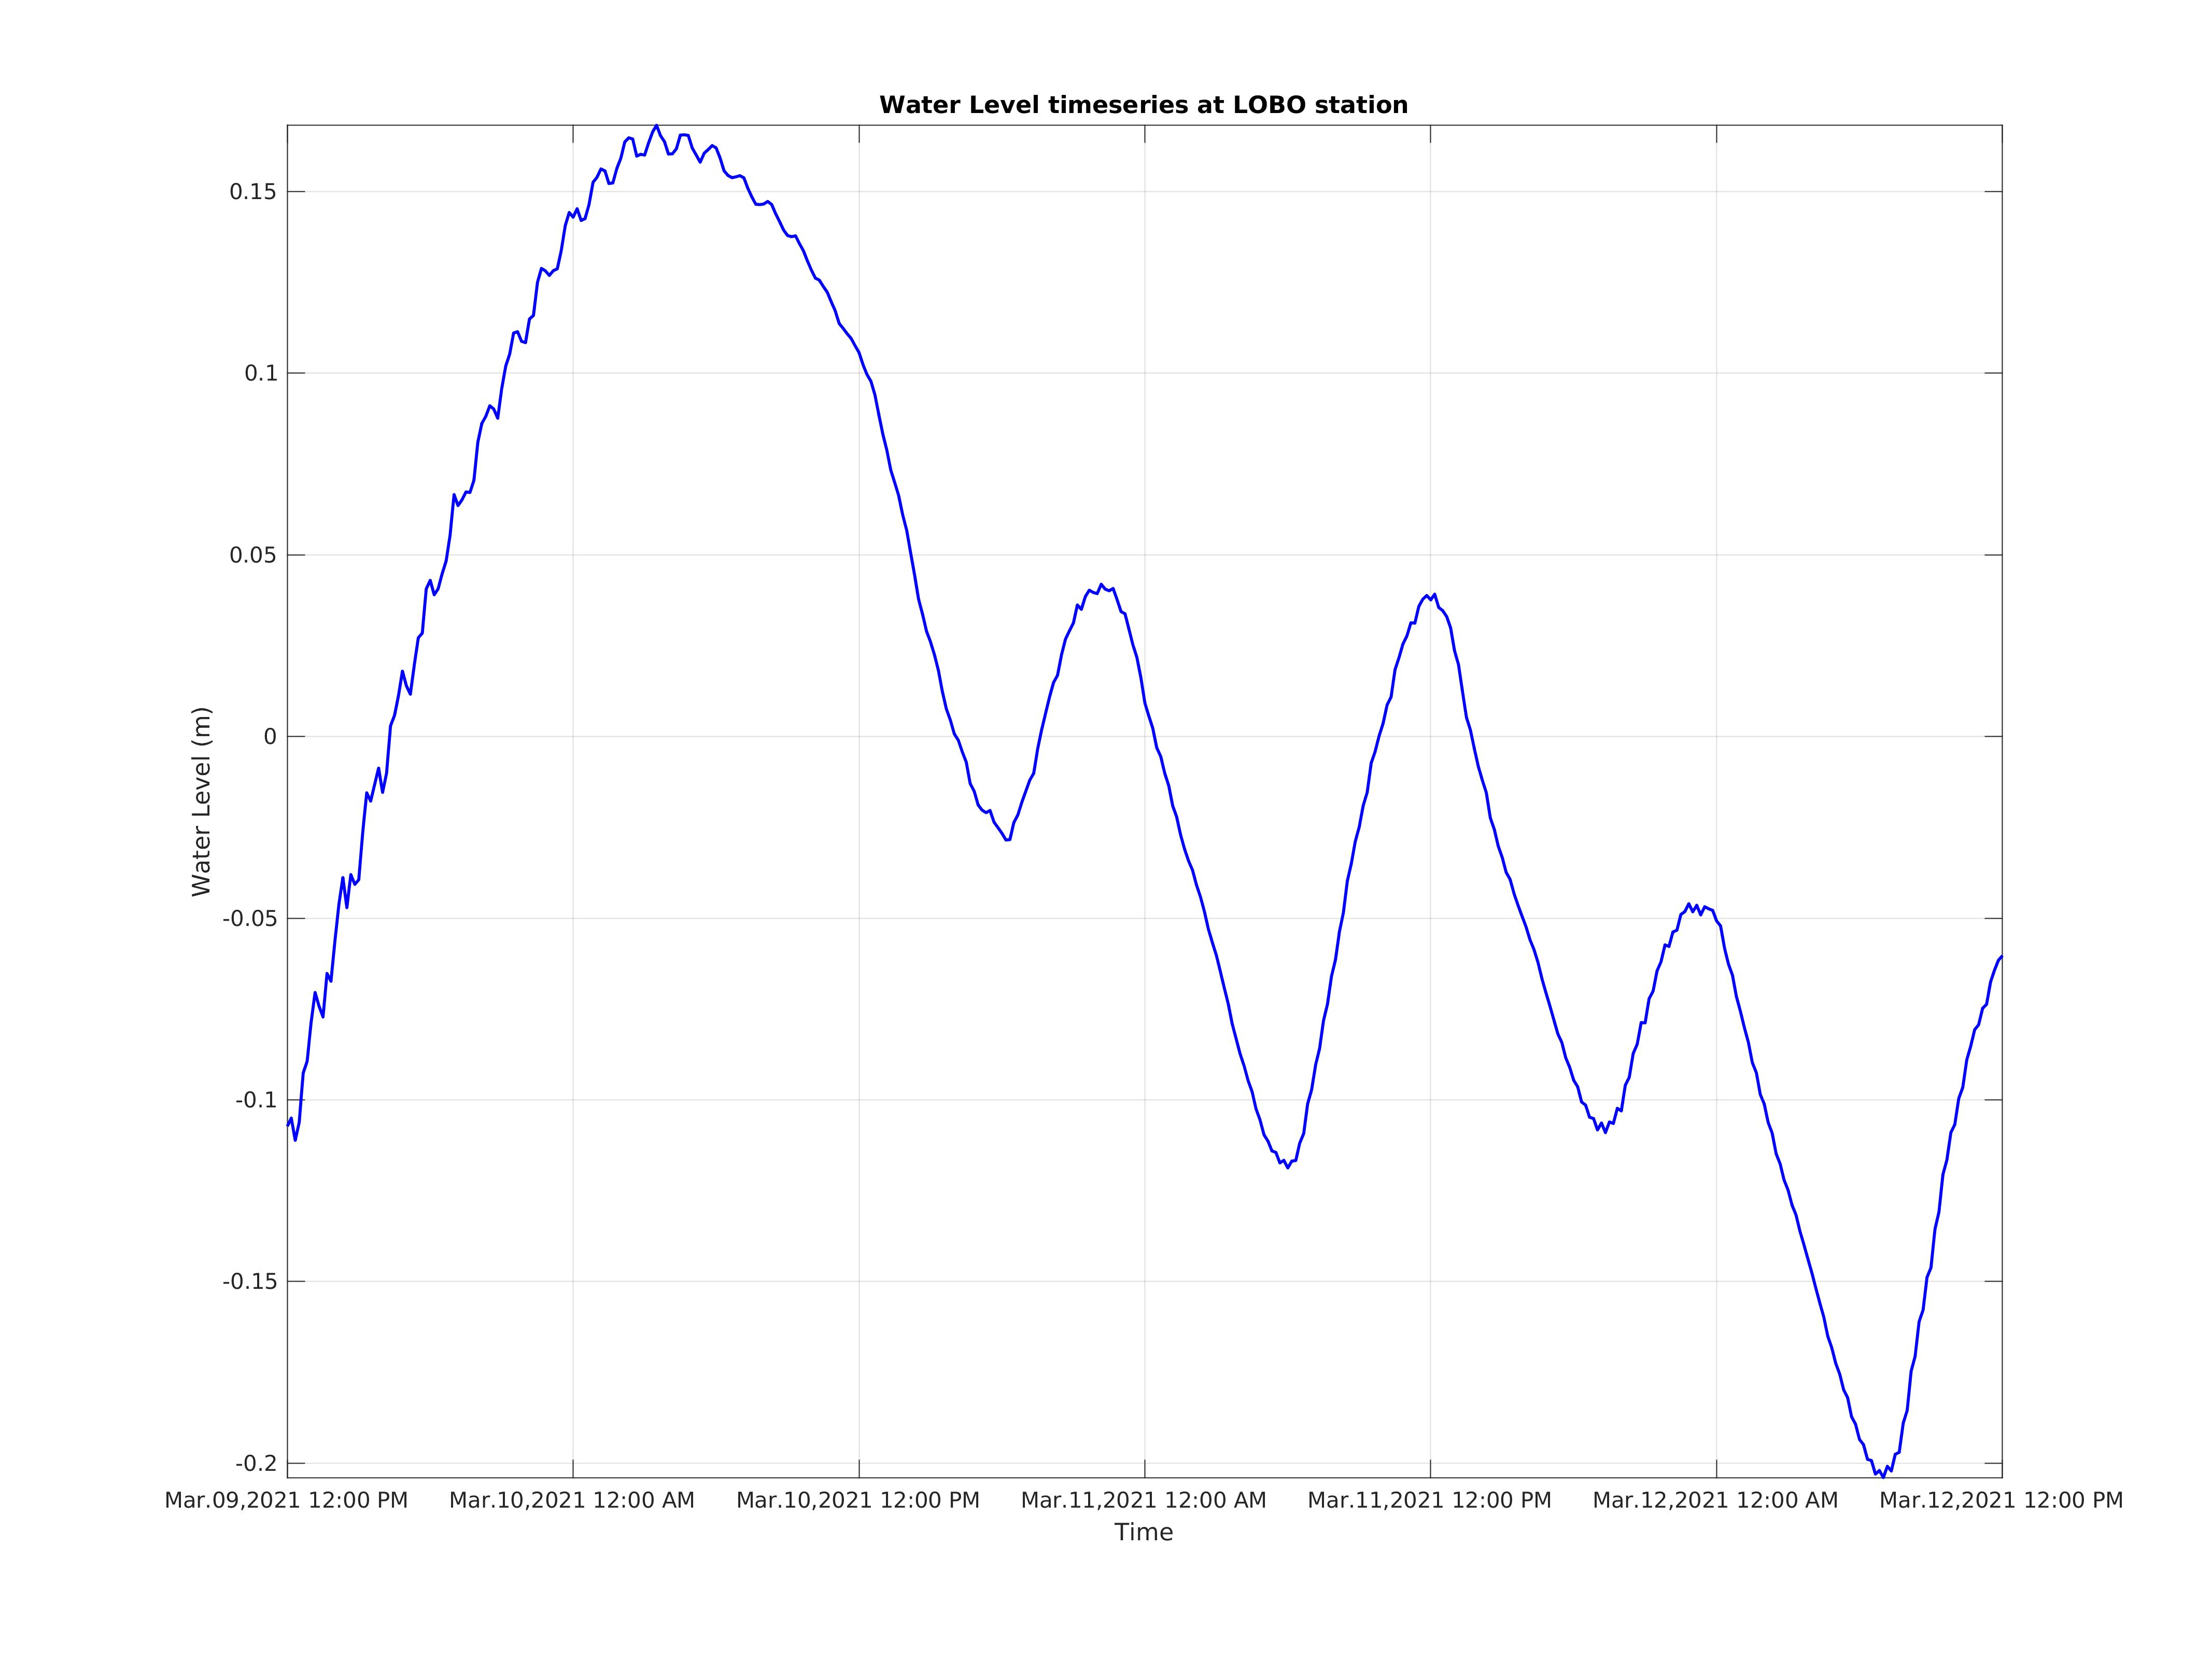 Water Level timeseries at LOBO station
0.15
0.1
0.05
0
-0.05
-0.1
-0.15
-0.2
Water Level (m)
Mar.09,2021 12:00 PM
Mar.10,2021 12:00 AM
Mar.10,2021 12:00 PM
Mar.11,2021 12:00 AM
Mar.11,2021 12:00 PM
Mar.12,2021 12:00 AM
Mar.12,2021 12:00 PM
Time